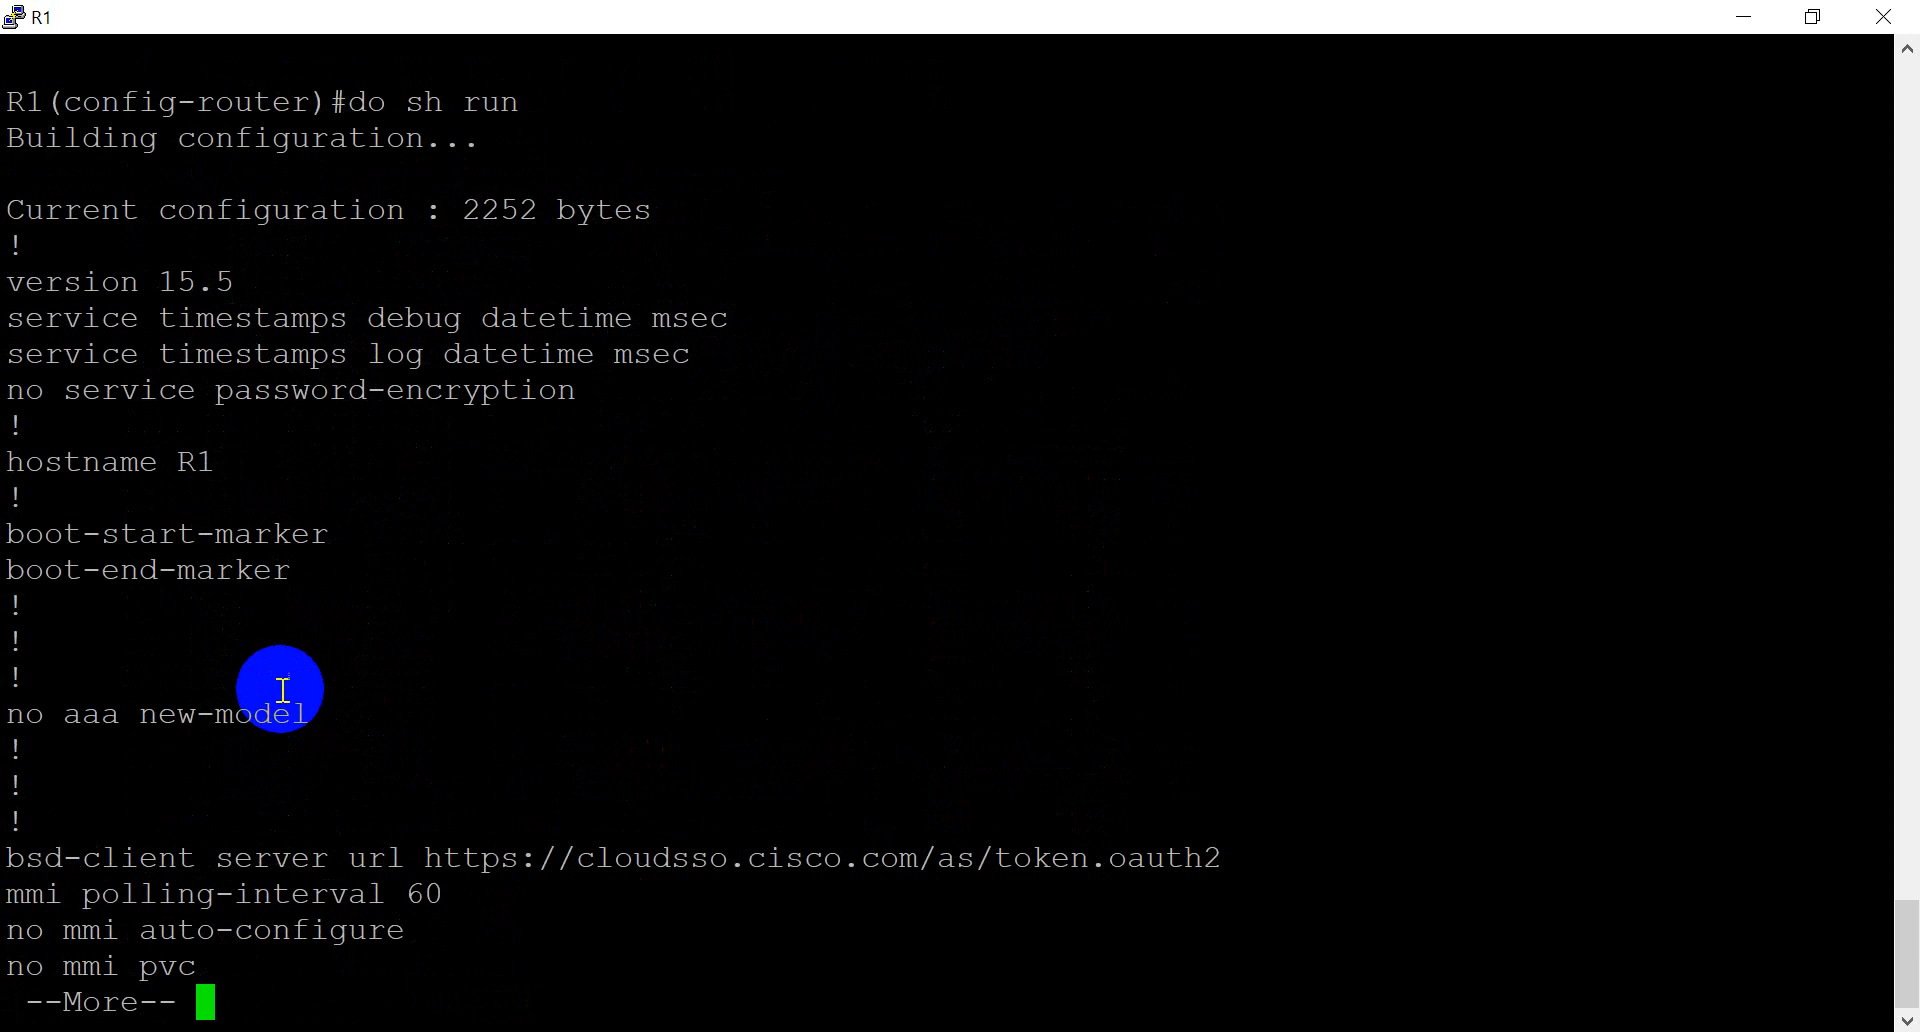 R1
R1(config-router)#do sh run
Building configuration...
Current configuration : 2252 bytes
!
version 15.5
service timestamps debug datetime msec
service timestamps log datetime msec
no service password-encryption
!
hostname R1
!
boot-start-marker
boot-end-marker
!
!
!
no aaa new-model
!
!
!
bsd-client server url https://cloudsso.cisco.com/as/token.oauth2
mmi polling-interval 60
no mmi auto-configure
no mmi pvc
--More--